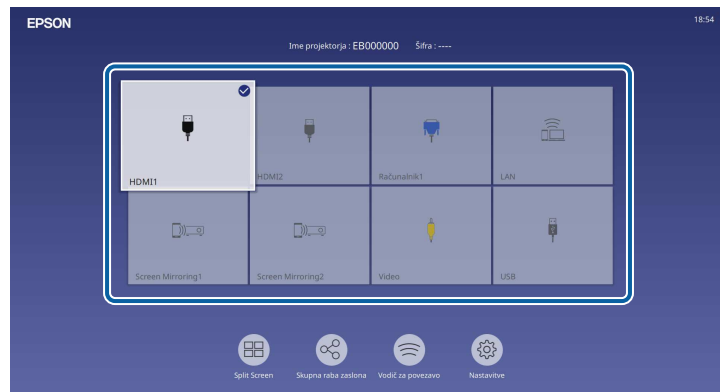 EPSON
18:54
Ime projektorja : EB000000 Šifra : ----
HDMI1
HDMI2
Računalnik1
LAN
Screen Mirroring1
Screen Mirroring2
Video
USB
Split Screen
Skupna raba zaslona
Vodič za povezavo
Nastavitve